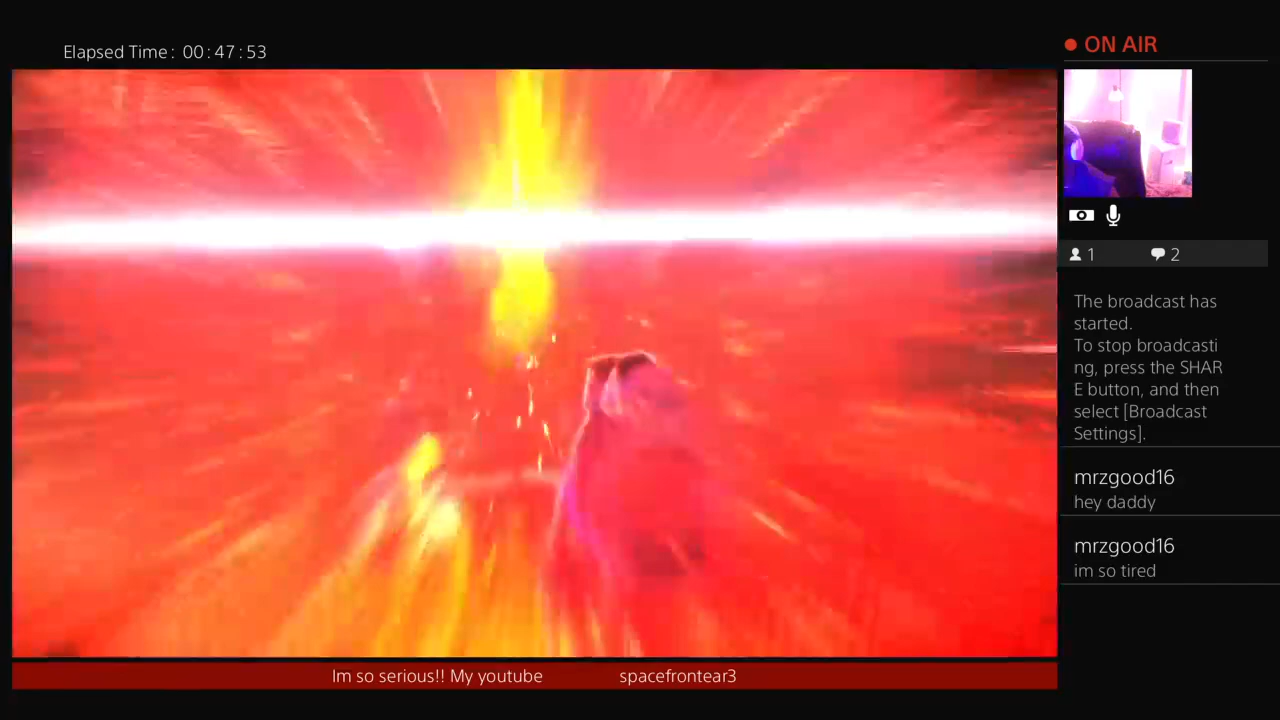 Elapsed Time: 00:47:53
ON AIR
1 2
The broadcast has
started.
To stop broadcasti
ng, press the SHAR
E button, and then
select [Broadcast
Settings].
mrzgood16
hey daddy
mrzgood16
im so tired
Im so serious!! My youtube spacefrontear3